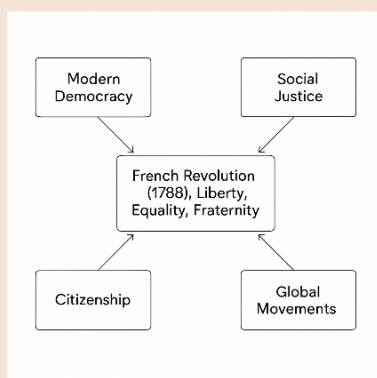 Modern
Democracy
Social
Justice
French Revolution
(1788), Liberty,
Equality, Fraternity
Citizenship
Global
Movements